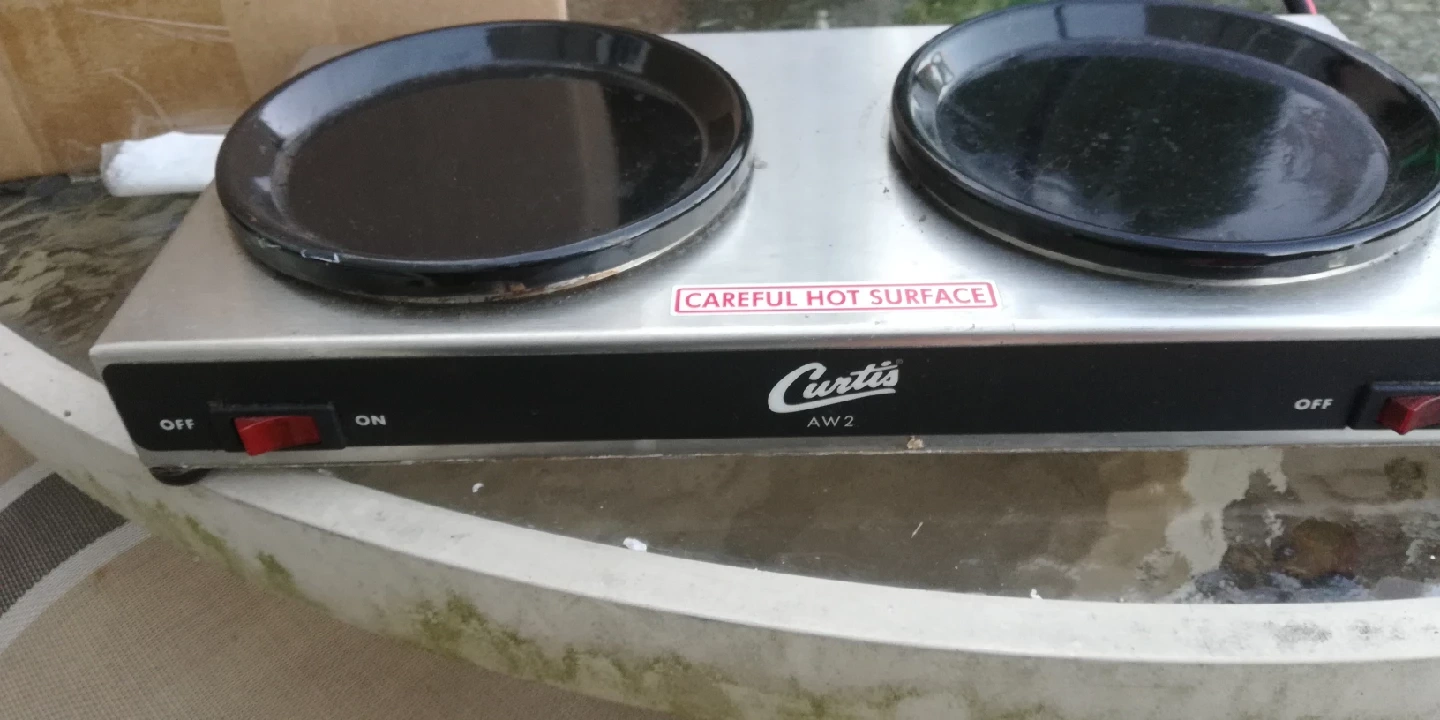 CAREFUL HOT SURFACE
Curtis®
AW2
OFF
ON
OFF